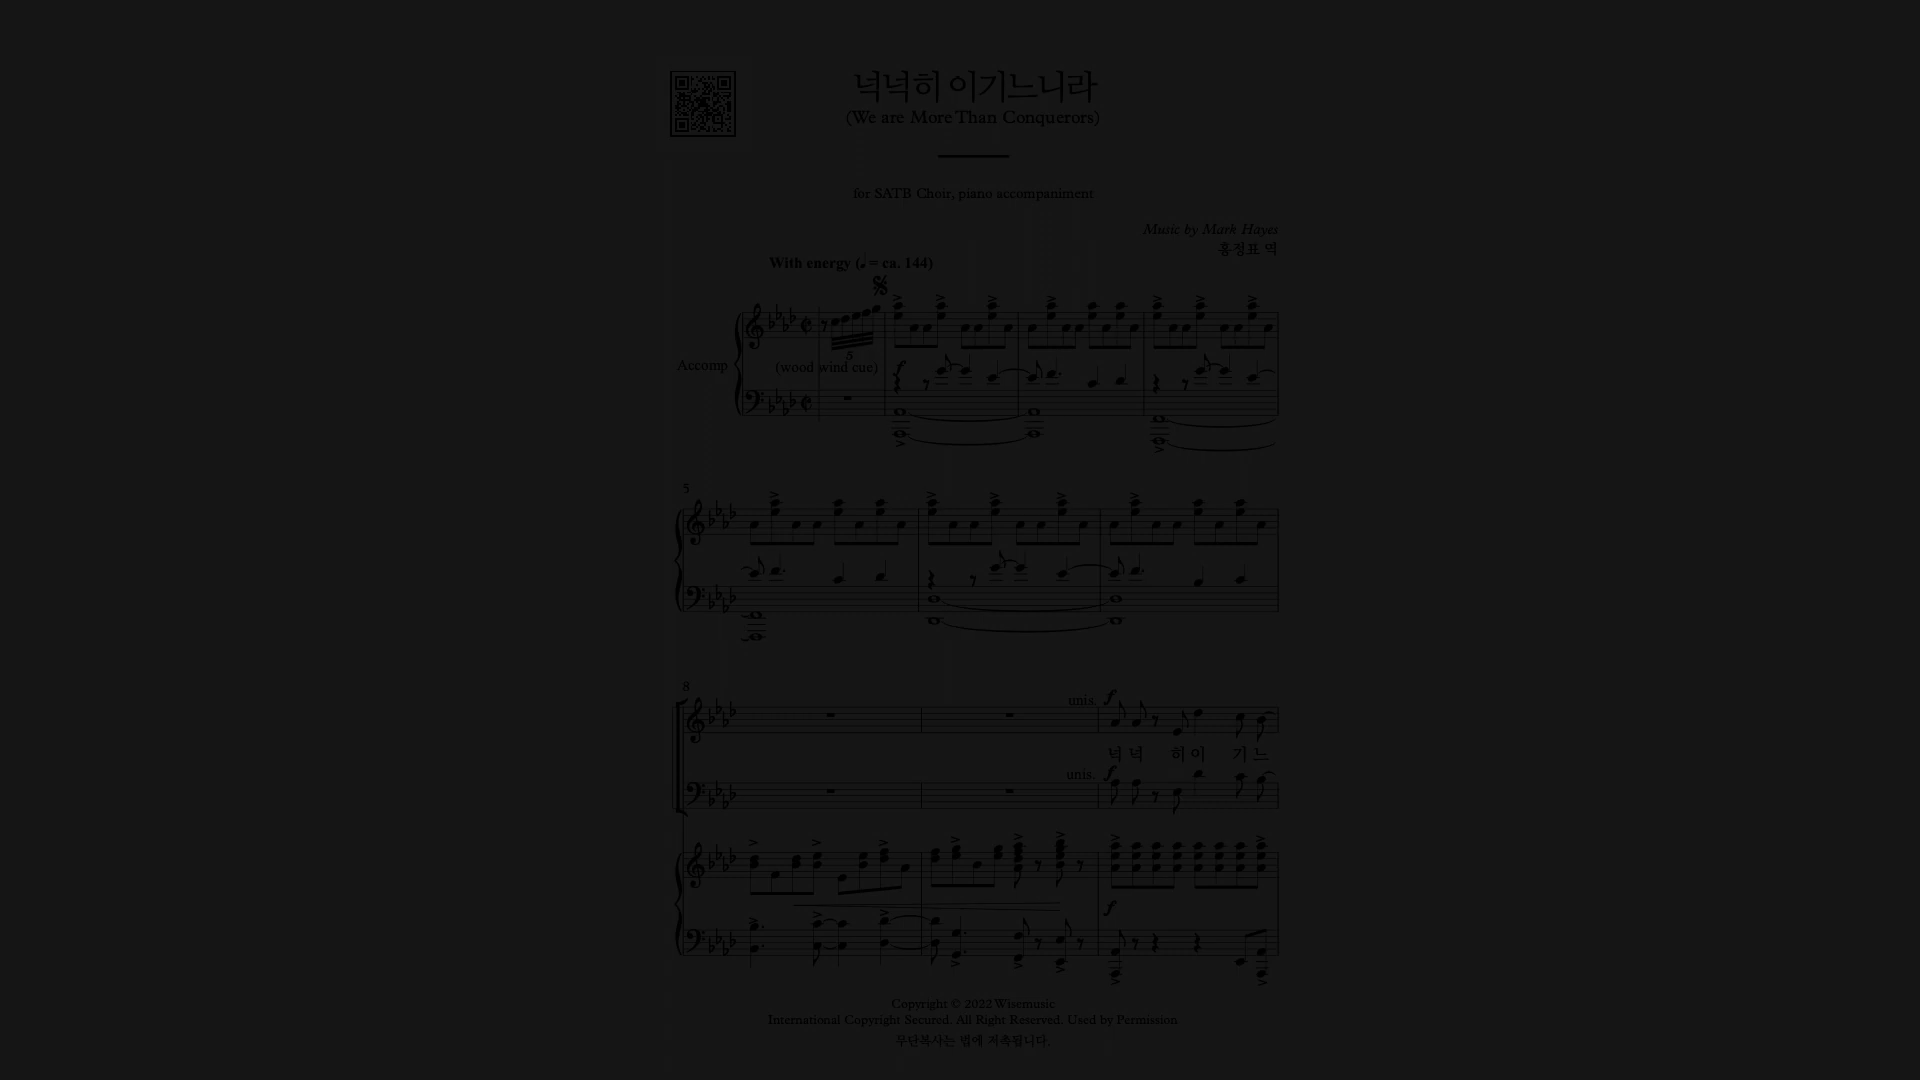 넉넉히 이기느니라
(We are More Than Conquerors)
for SATB Choir, piano accompaniment
Music by Mark Hayes
홍정표 역
With energy (♩= ca. 144)
5
Accomp
(wood wind cue)
f
5
8
unis. f
넉 넉 히 이 기 느
unis. f
f
Copyright © 2022 Wisemusic
International Copyright Secured. All Right Reserved. Used by Permission
무단복사는 법에 저촉됩니다.